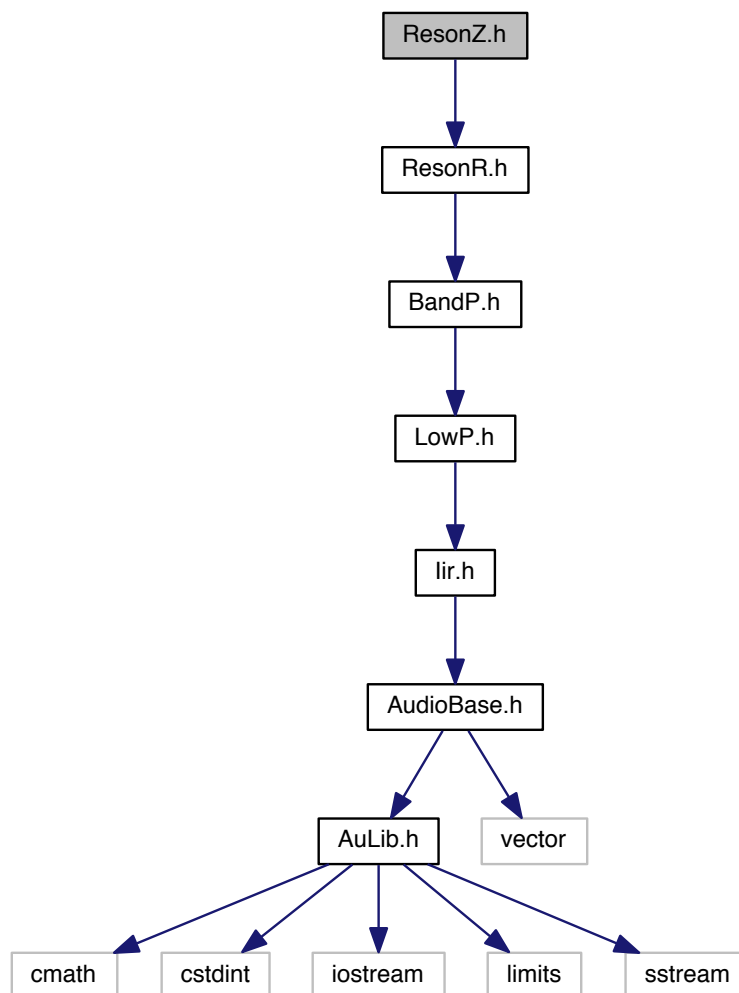 ResonZ.h
ResonR.h
BandP.h
LowP.h
Iir.h
AudioBase.h
AuLib.h vector
cmath cstdint iostream limits sstream